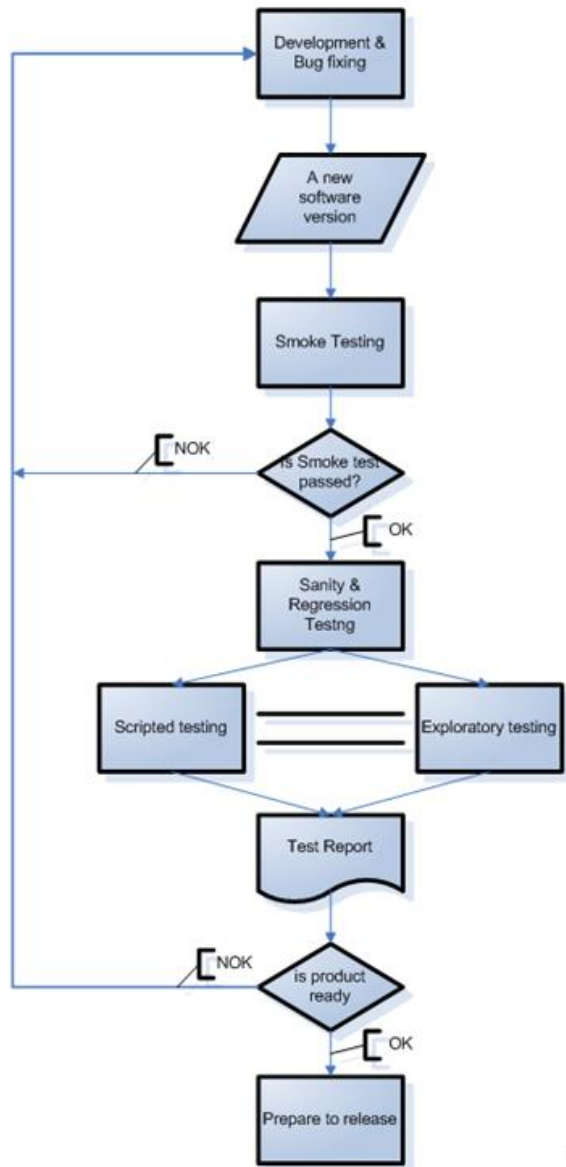 Development &
Bug fixing
A new
software
version
Smoke Testing
is Smoke test
passed?
NOK
OK
Sanity &
Regression
Testng
Scripted testing
Exploratory testing
Test Report
is product
ready
NOK
OK
Prepare to release